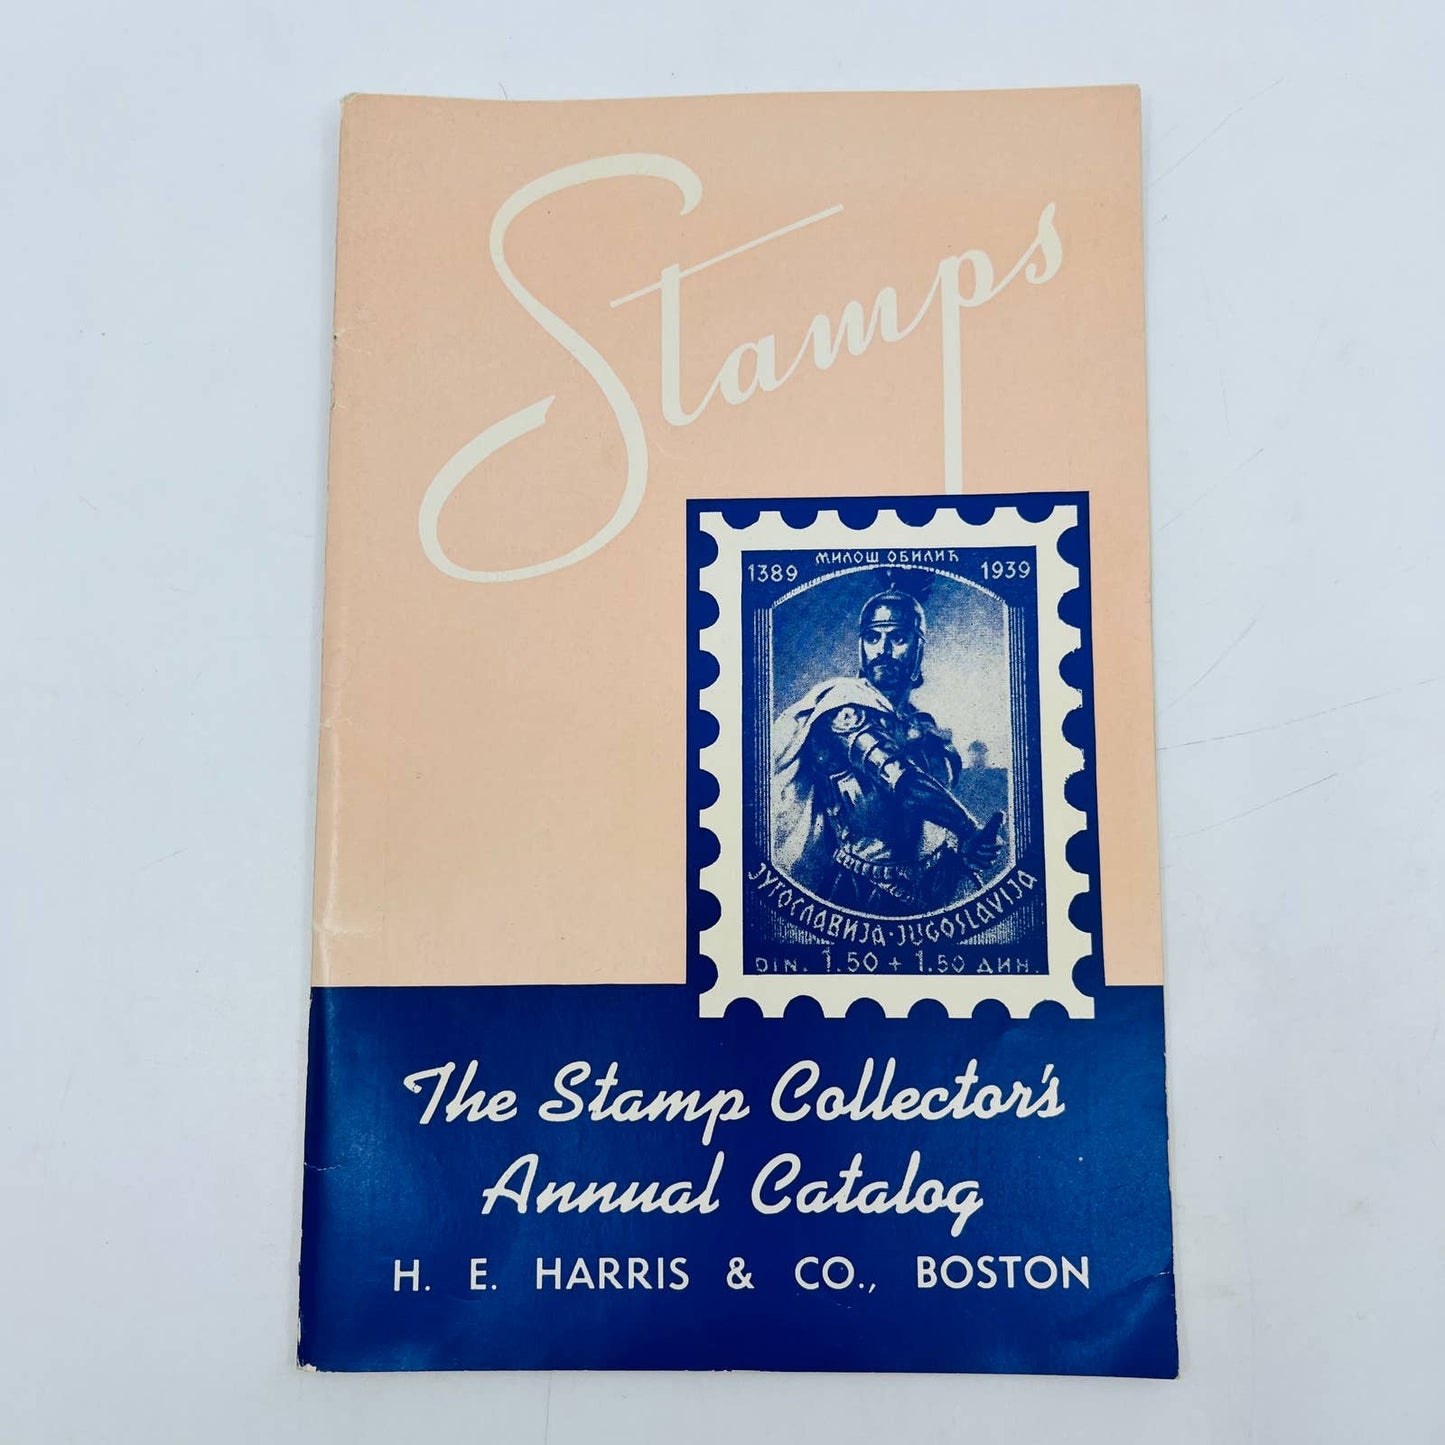 Stamps
МИЛОШ ОБИЛИЋ
1389 1939
ЈУГОСЛАВИЈА · JUGOSLAVIJA
DIN. 1.50 + 1.50 ДИН.
The Stamp Collector's
Annual Catalog
H. E. HARRIS & CO., BOSTON